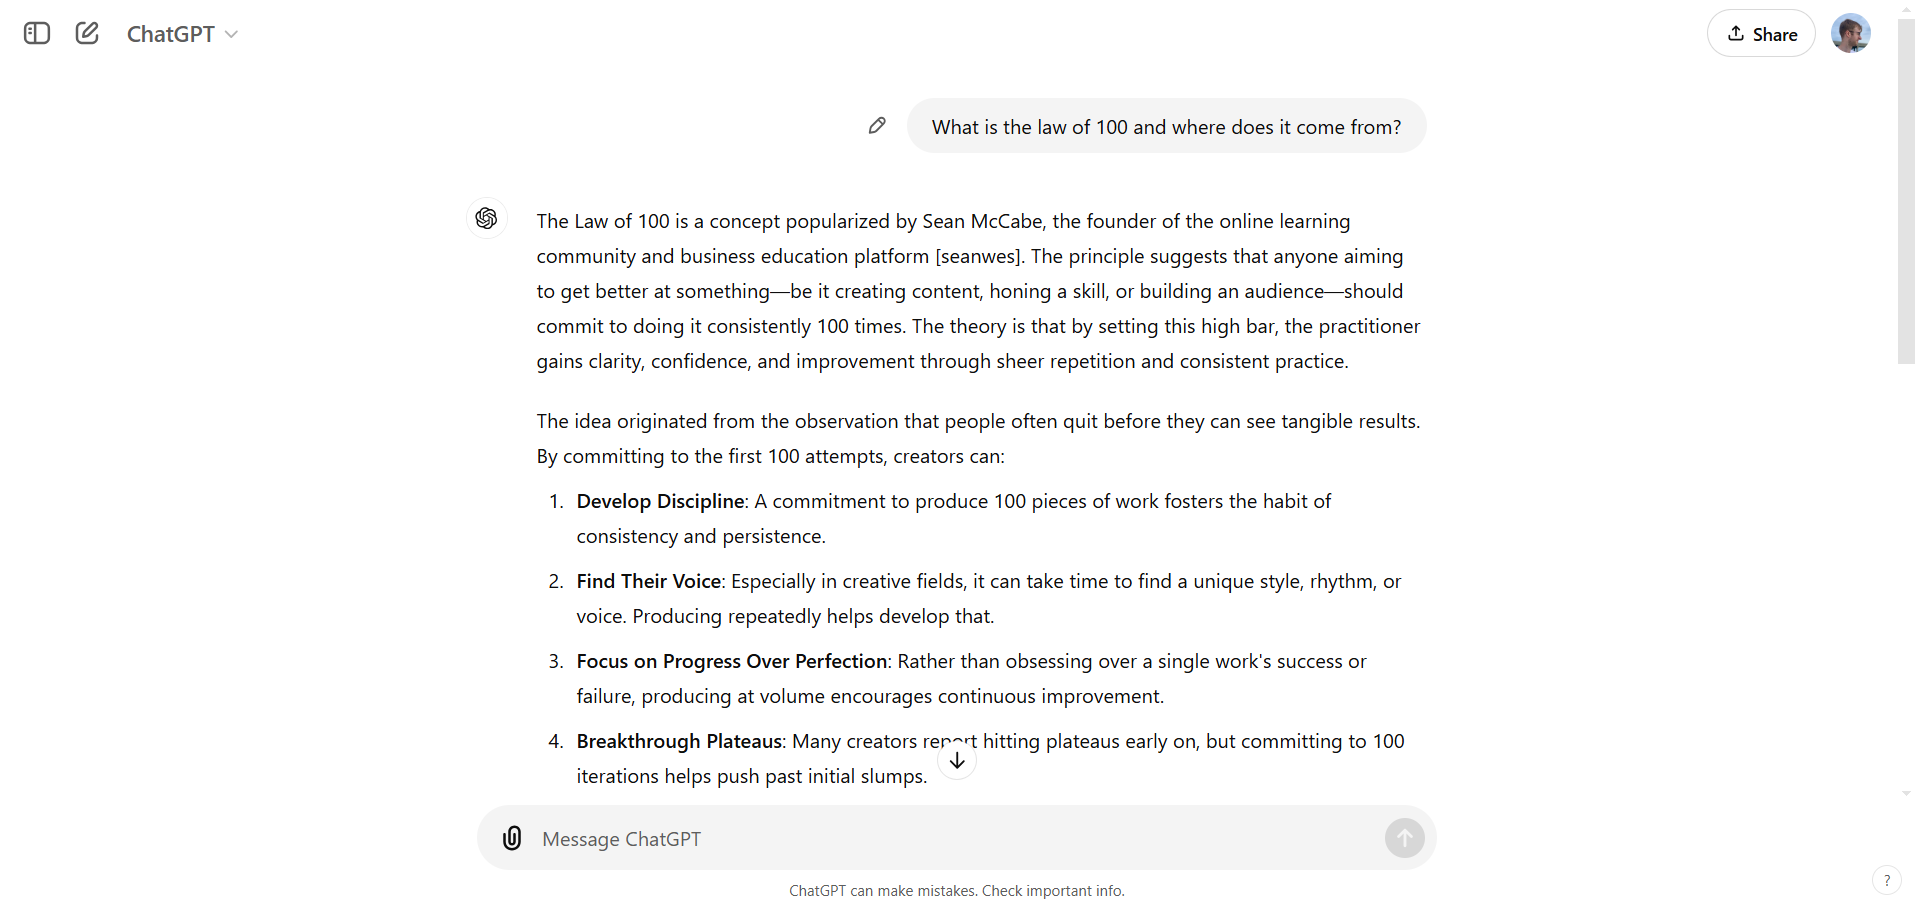 ChatGPT
Share
What is the law of 100 and where does it come from?
The Law of 100 is a concept popularized by Sean McCabe, the founder of the online learning
community and business education platform [seanwes]. The principle suggests that anyone aiming
to get better at something—be it creating content, honing a skill, or building an audience—should
commit to doing it consistently 100 times. The theory is that by setting this high bar, the practitioner
gains clarity, confidence, and improvement through sheer repetition and consistent practice.
The idea originated from the observation that people often quit before they can see tangible results.
By committing to the first 100 attempts, creators can:
1. Develop Discipline: A commitment to produce 100 pieces of work fosters the habit of
consistency and persistence.
2. Find Their Voice: Especially in creative fields, it can take time to find a unique style, rhythm, or
voice. Producing repeatedly helps develop that.
3. Focus on Progress Over Perfection: Rather than obsessing over a single work's success or
failure, producing at volume encourages continuous improvement.
4. Breakthrough Plateaus: Many creators report hitting plateaus early on, but committing to 100
iterations helps push past initial slumps.
Message ChatGPT
ChatGPT can make mistakes. Check important info.
?